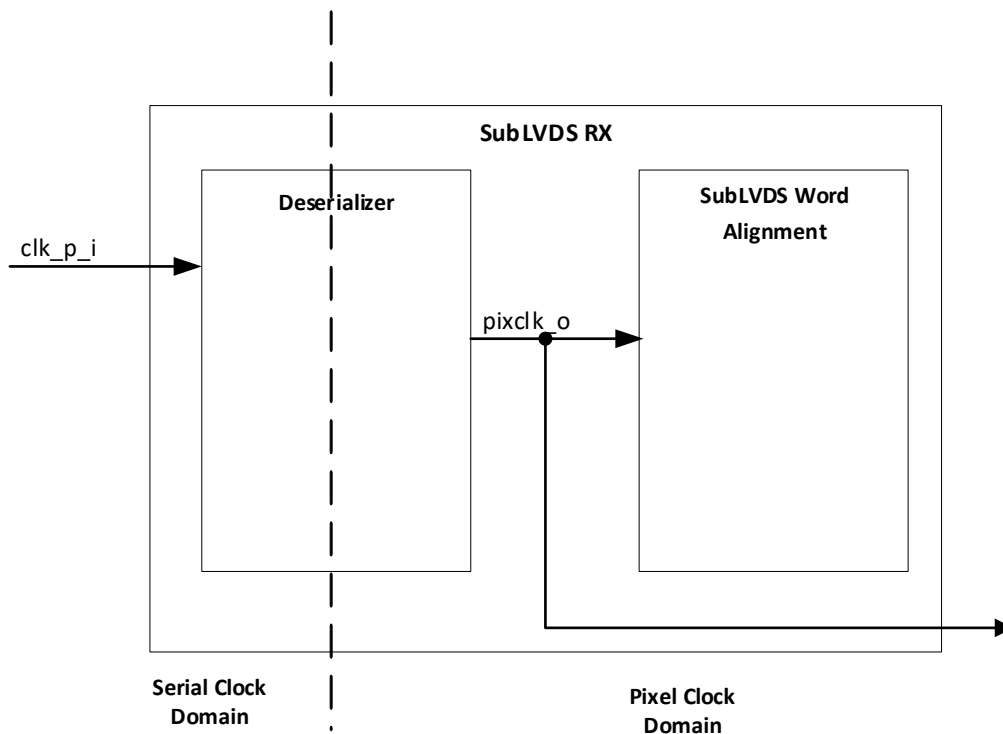 SubLVDS RX
Deserializer
SubLVDS Word
Alignment
clk_p_i
pixclk_o
Serial Clock
Domain
Pixel Clock
Domain